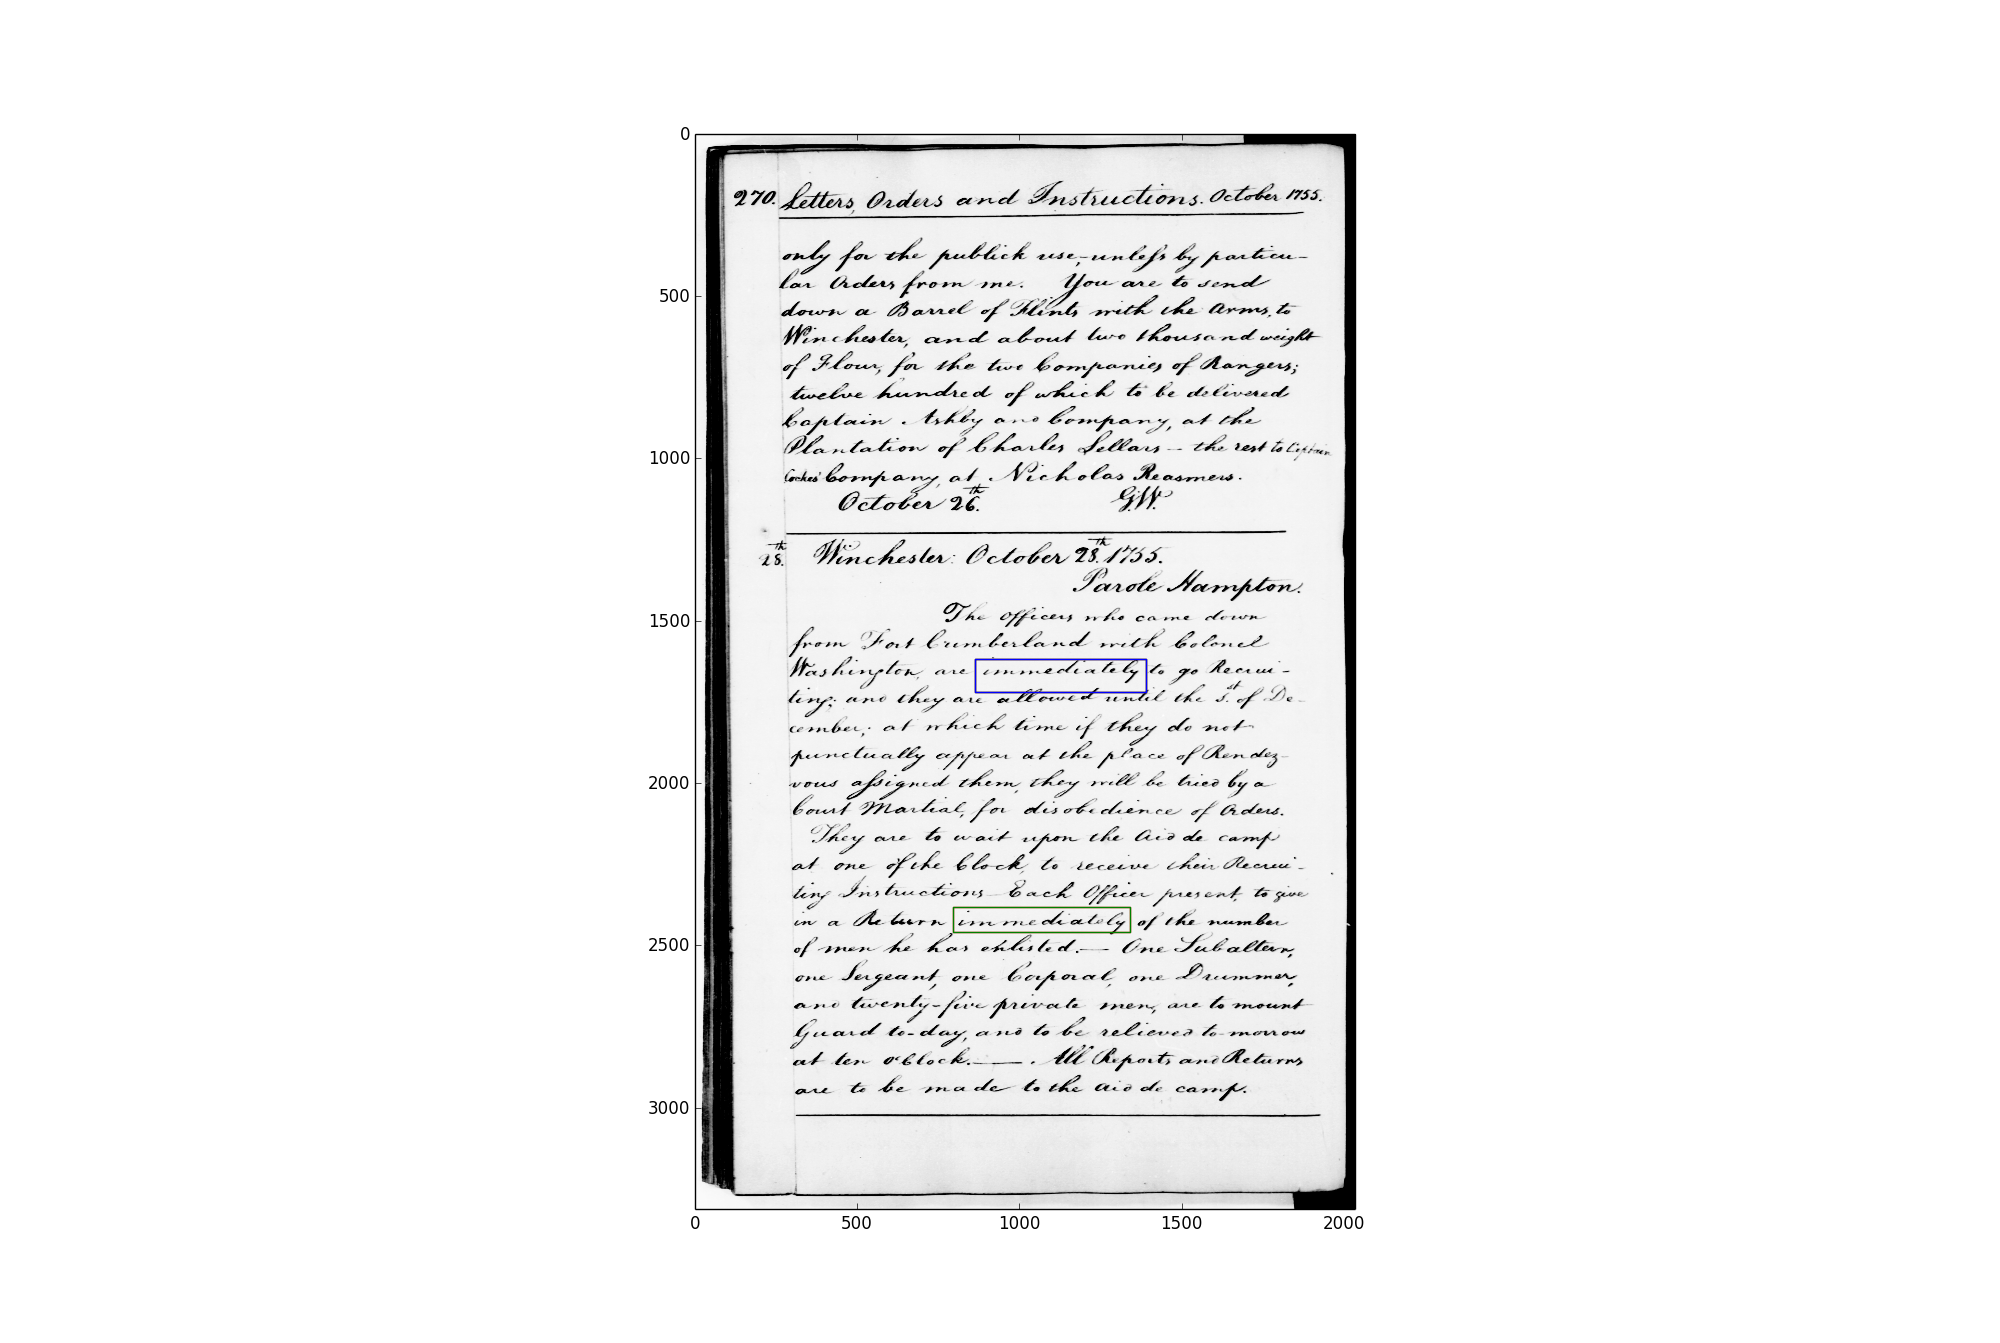 270. Letters, Orders and Instructions. October 1755.
only for the publick use,-unless by particu-
lar Orders from me. You are to send
down a Barrel of Flints with the Arms, to
Winchester, and about two thousand weight
of Flour, for the two Companies of Rangers;
twelve hundred of which to be delivered
Captain Ashby and Company, at the
Plantation of Charles Sellars - the rest to Captain
Cockes' Company, at Nicholas Reasmers.
October 26th. G.W.
28th. Winchester: October 28th. 1755.
Parole Hampton.
The Officers who came down
from Fort Cumberland with Colonel
Washington, are immediately to go Recrui-
ting; and they are allowed until the 1st. of De-
cember; at which time if they do not
punctually appear at the place of Rendez-
vous assigned them, they will be tried by a
Court Martial, for disobedience of Orders.
They are to wait upon the Aid de camp
at one of the Clock, to receive their Recrui-
ting Instructions - Each Officer present, to give
in a Return immediately of the number
of men he has enlisted. — One Subaltern,
one Sergeant, one Corporal, one Drummer,
and twenty-five private men, are to mount
Guard to-day, and to be relieved to-morrow
at ten o'Clock. — . All Reports and Returns
are to be made to the Aid de camp.
0
500
1000
1500
2000
2500
3000
0 500 1000 1500 2000